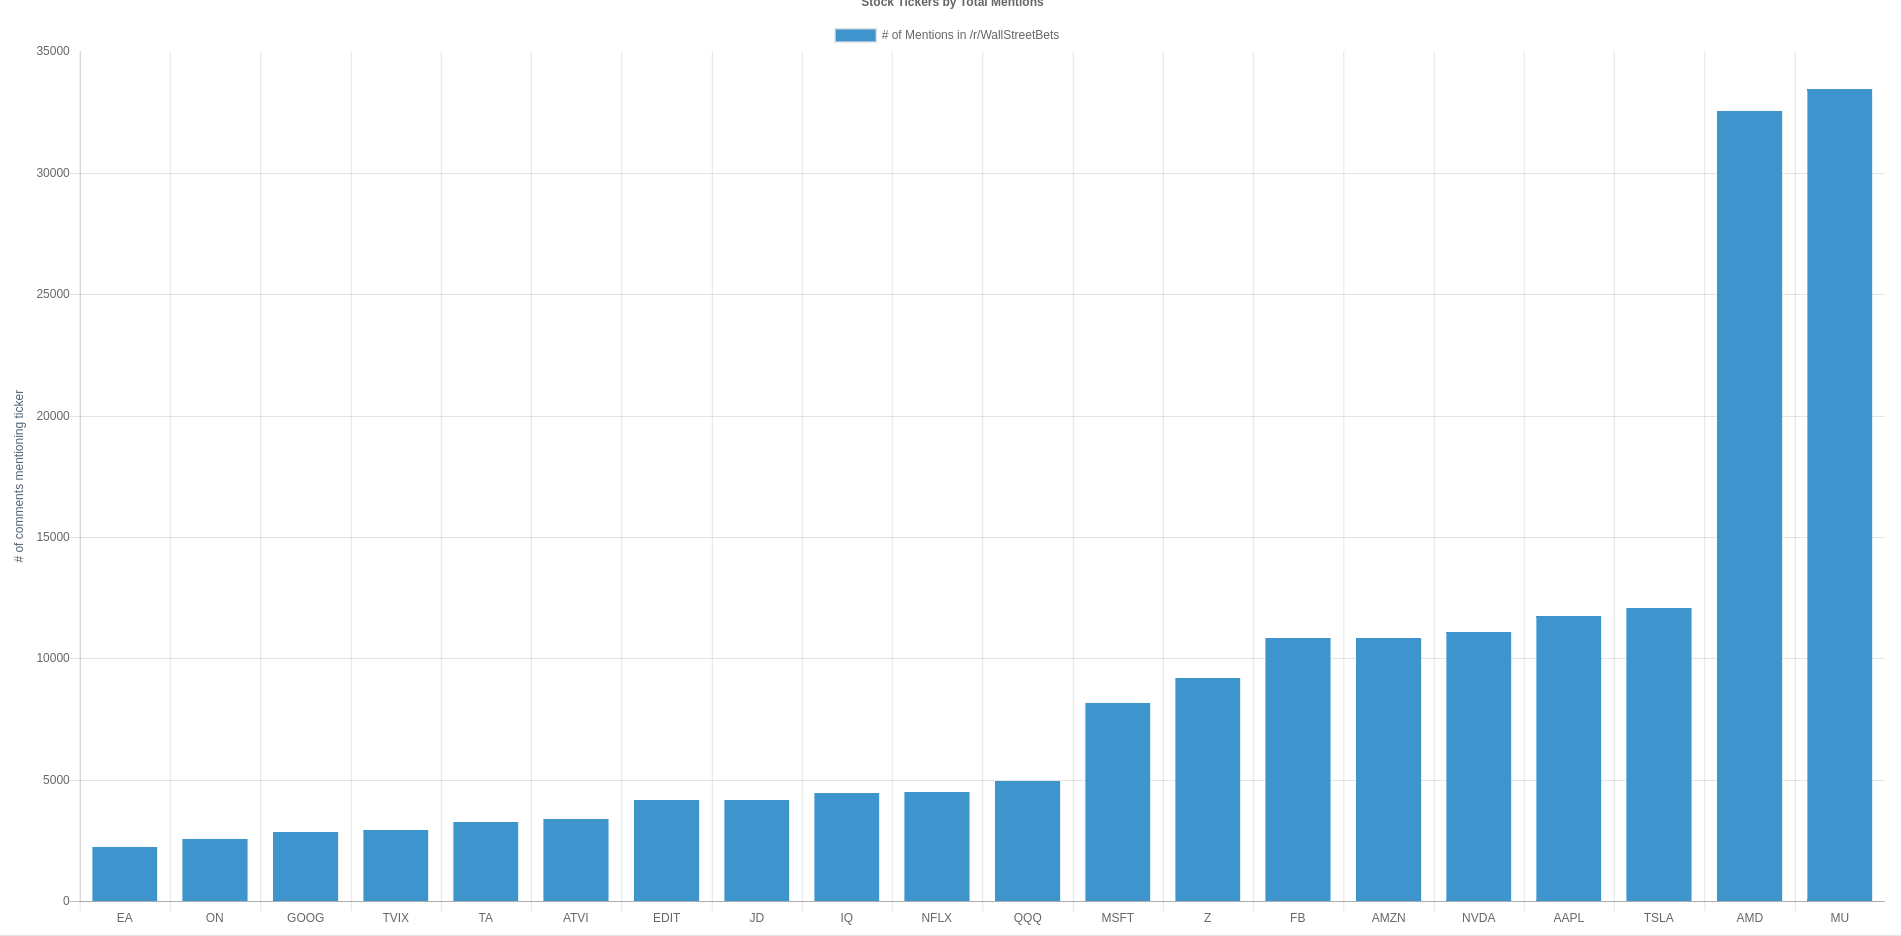 Stock Tickers by Total Mentions
# of Mentions in /r/WallStreetBets
# of comments mentioning ticker
35000
30000
25000
20000
15000
10000
5000
0
EA ON GOOG TVIX TA ATVI EDIT JD IQ NFLX QQQ MSFT Z FB AMZN NVDA AAPL TSLA AMD MU